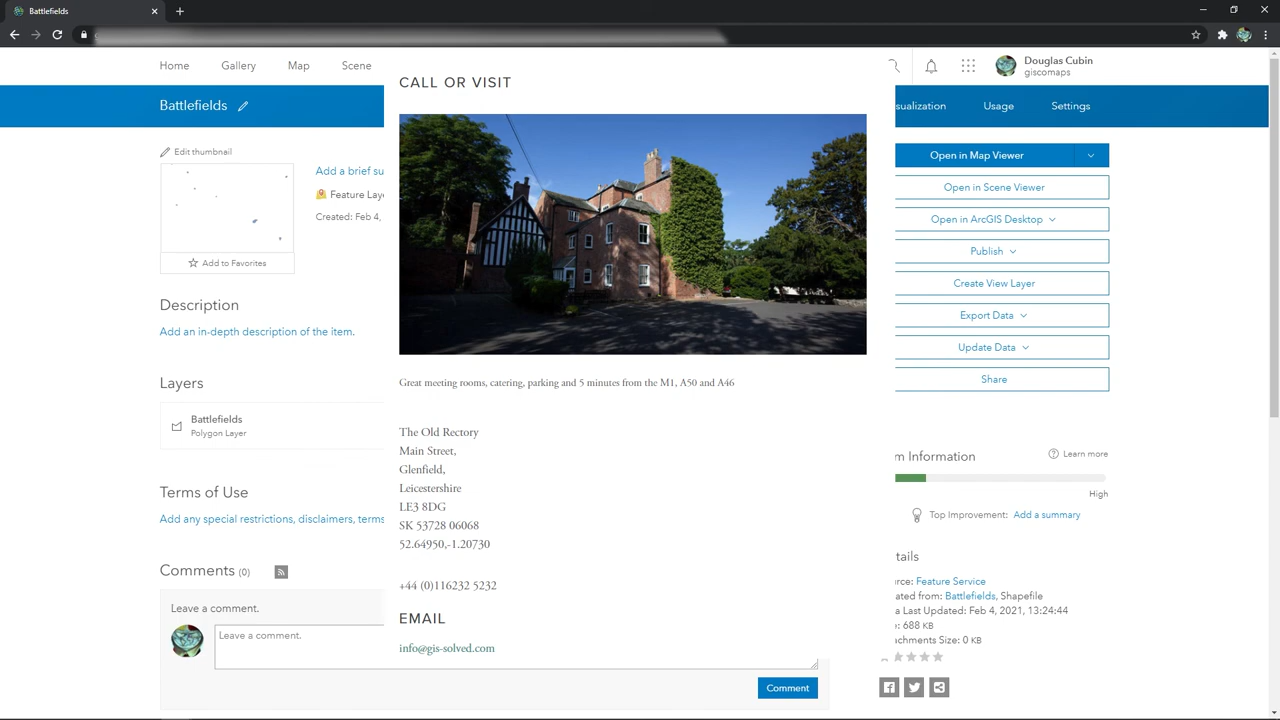 Battlefields
Home
Gallery
Map
Scene
Douglas Cubin
giscomaps
Battlefields
sualization
Usage
Settings
Edit thumbnail
Add to Favorites
Add a brief su
Feature Laye
Created: Feb 4,
Description
Add an in-depth description of the item.
Layers
Battlefields
Polygon Layer
Terms of Use
Add any special restrictions, disclaimers, terms
Comments (0)
Leave a comment.
Leave a comment.
Comment
CALL OR VISIT
Great meeting rooms, catering, parking and 5 minutes from the M1, A50 and A46
The Old Rectory
Main Street,
Glenfield,
Leicestershire
LE3 8DG
SK 53728 06068
52.64950,-1.20730
+44 (0)116232 5232
EMAIL
info@gis-solved.com
Open in Map Viewer
Open in Scene Viewer
Open in ArcGIS Desktop
Publish
Create View Layer
Export Data
Update Data
Share
m Information
Learn more
High
Top Improvement: Add a summary
tails
rce: Feature Service
ated from: Battlefields, Shapefile
a Last Updated: Feb 4, 2021, 13:24:44
: 688 KB
achments Size: 0 KB